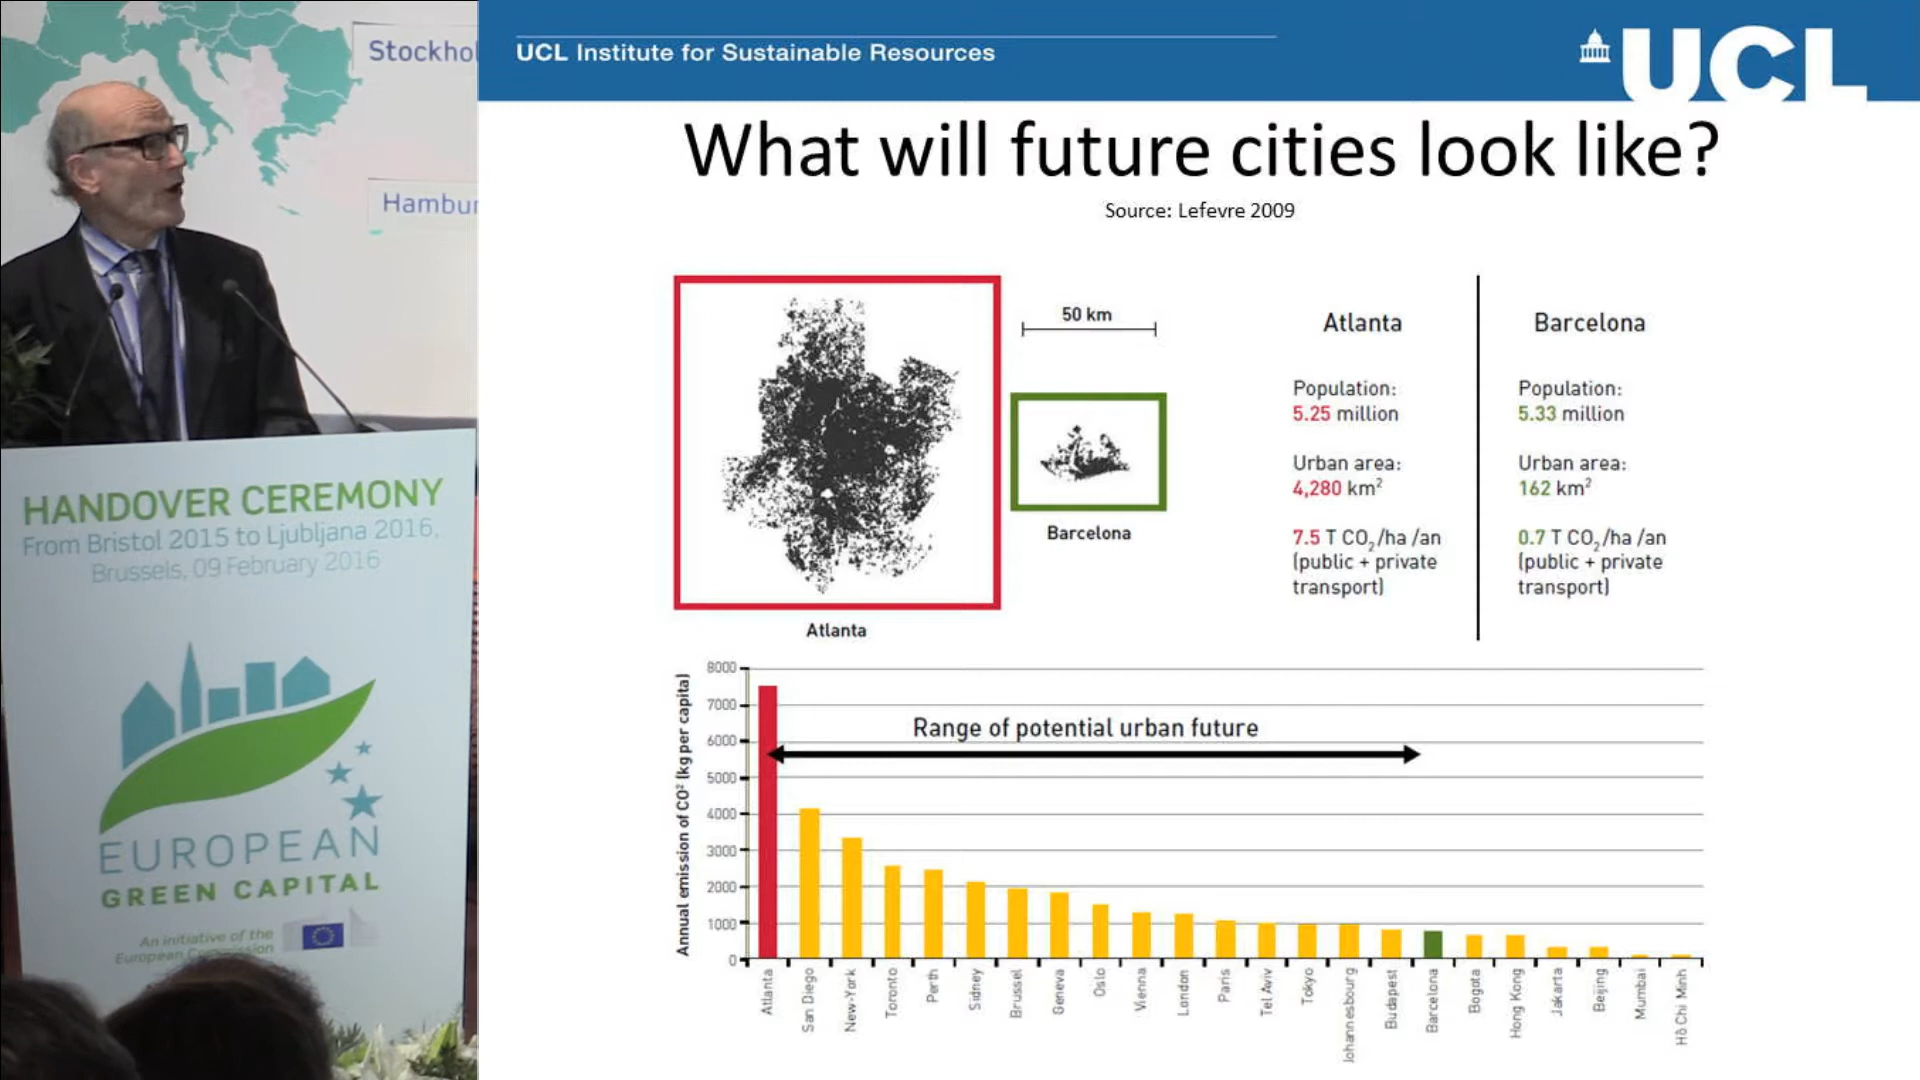 Stockhol
Hambur
HANDOVER CEREMONY
From Bristol 2015 to Ljubljana 2016,
Brussels, 09 February 2016
EUROPEAN
GREEN CAPITAL
An initiative of the
European Commission
UCL Institute for Sustainable Resources
UCL
What will future cities look like?
Source: Lefevre 2009
50 km
Atlanta
Barcelona
Atlanta
Population:
5.25 million
Urban area:
4,280 km²
7.5 T CO₂/ha /an
(public + private
transport)
Barcelona
Population:
5.33 million
Urban area:
162 km²
0.7 T CO₂/ha /an
(public + private
transport)
Annual emission of CO² (kg per capita)
8000
7000
6000
5000
4000
3000
2000
1000
0
Range of potential urban future
Atlanta
San Diego
New-York
Toronto
Perth
Sidney
Brussel
Geneva
Oslo
Vienna
London
Paris
Tel Aviv
Tokyo
Johannesbourg
Budapest
Barcelona
Bogota
Hong Kong
Jakarta
Beijing
Mumbai
Hô Chi Minh